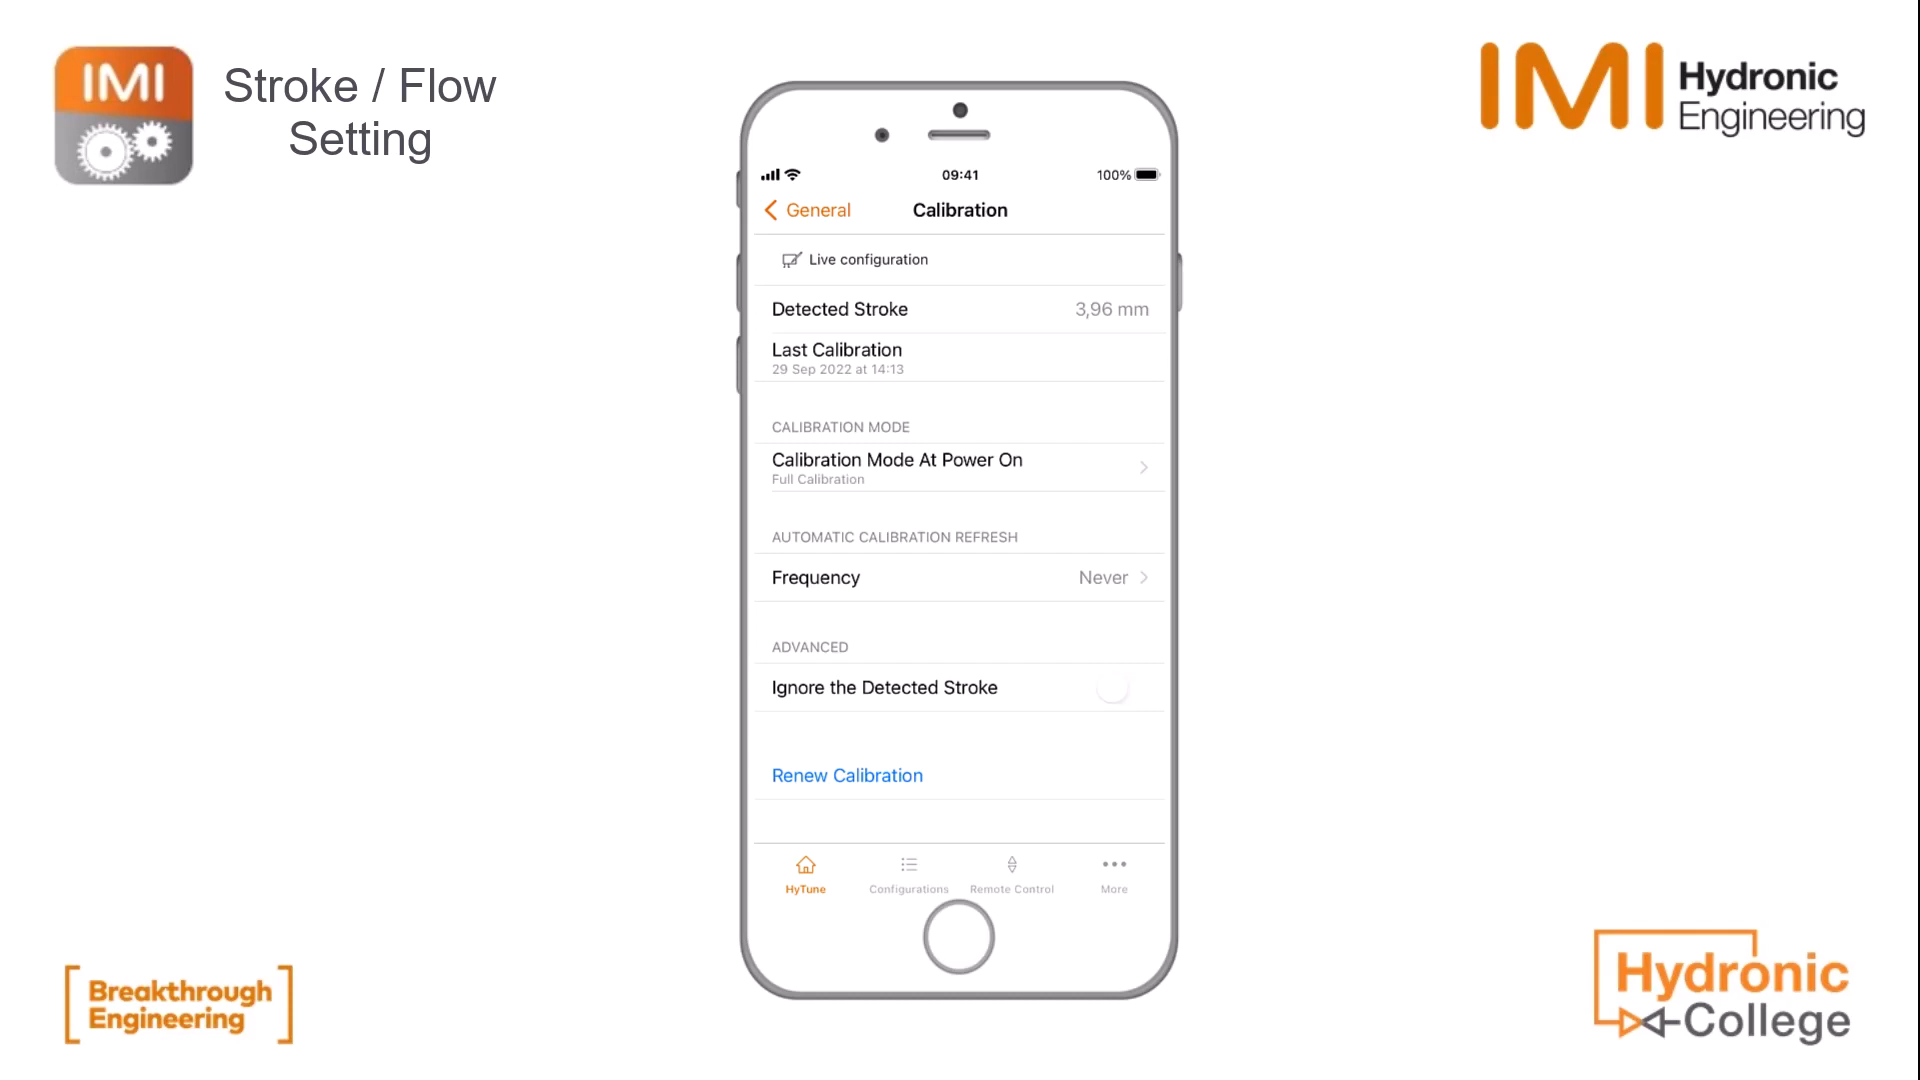 IMI
Stroke / Flow
Setting
IMI Hydronic
Engineering
09:41
100%
General
Calibration
Live configuration
Detected Stroke
3,96 mm
Last Calibration
29 Sep 2022 at 14:13
CALIBRATION MODE
Calibration Mode At Power On
Full Calibration
AUTOMATIC CALIBRATION REFRESH
Frequency
Never
ADVANCED
Ignore the Detected Stroke
Renew Calibration
HyTune
Configurations
Remote Control
More
Breakthrough
Engineering
Hydronic
College